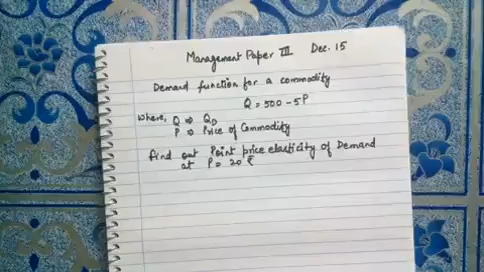 Management Paper III Dec. 15
Demand function for a commodity
Q = 500 - 5P
Where, Q ⇒ QD
P ⇒ Price of Commodity
Find out Point price elasticity of Demand
at P = 20 ₹